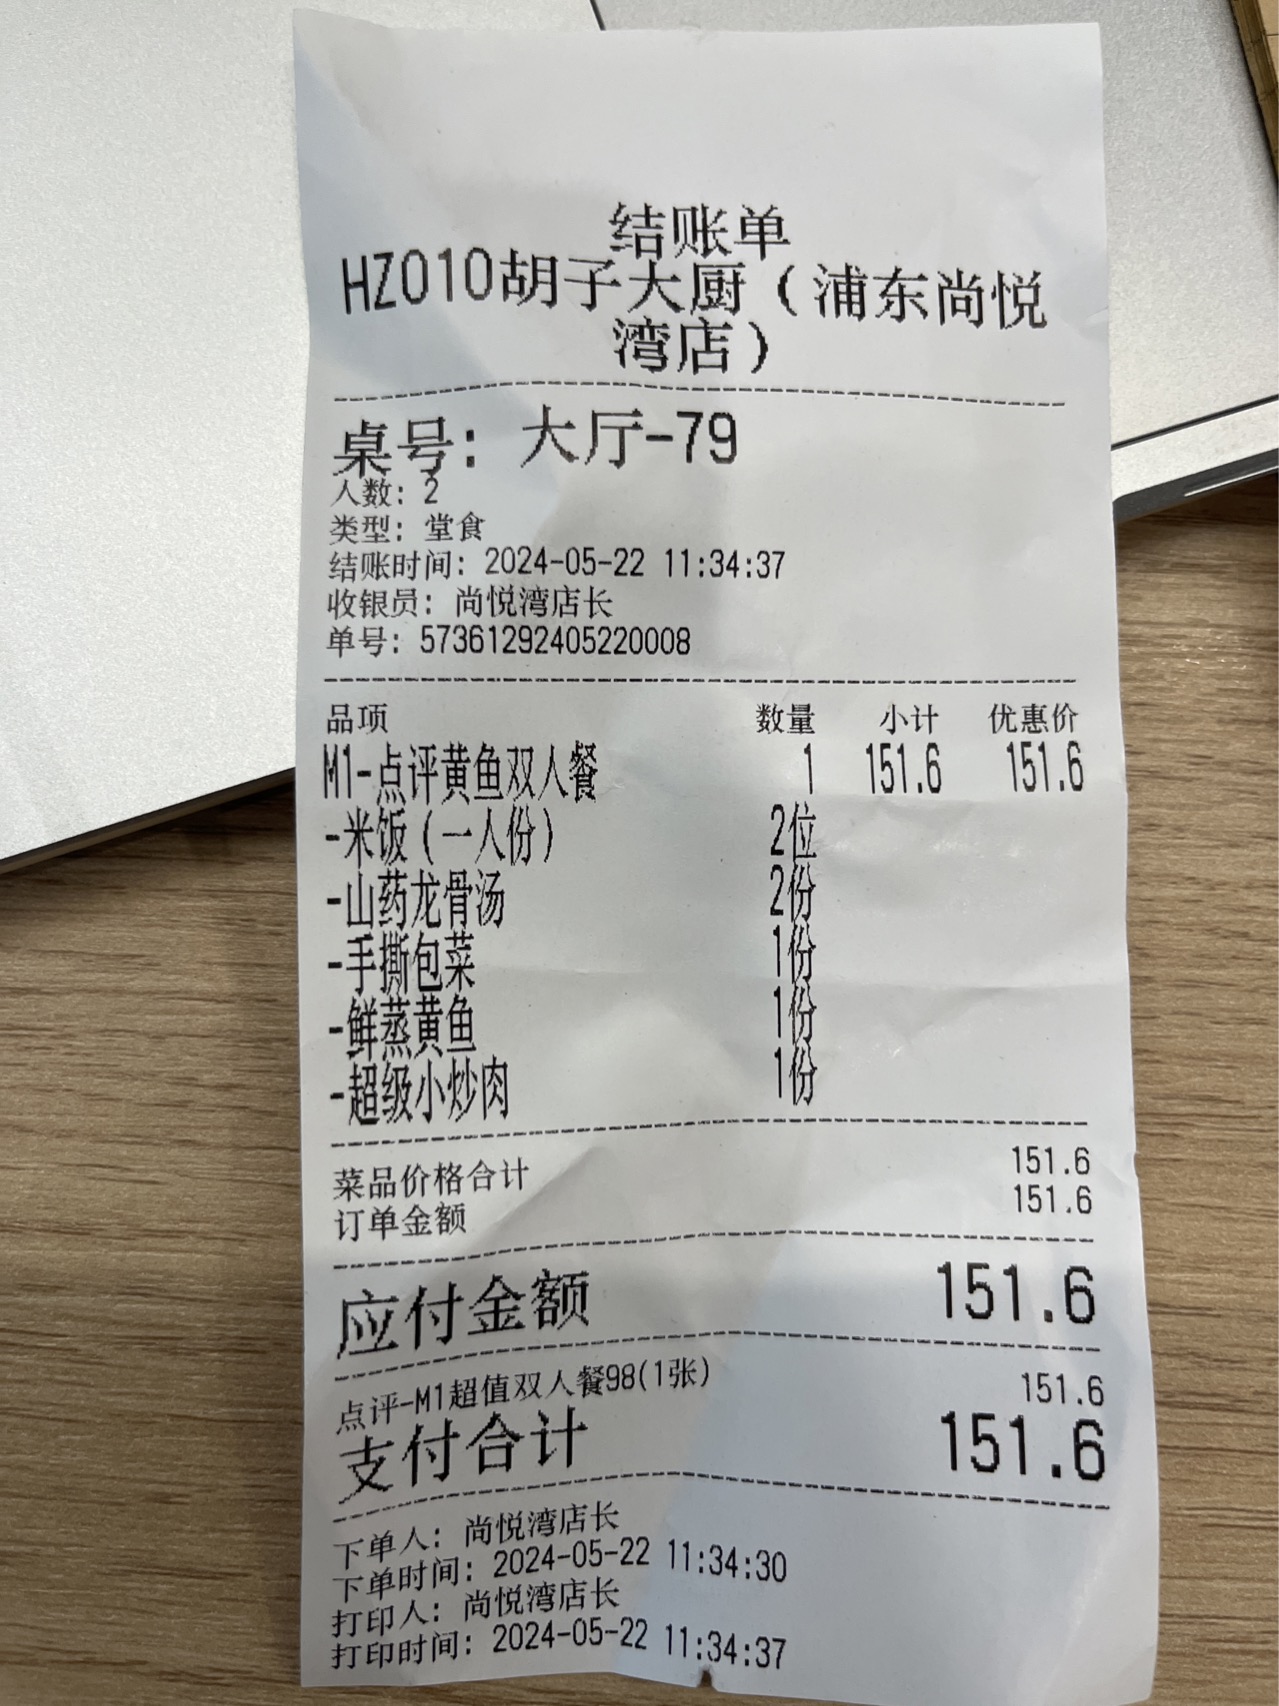 结账单
HZ010胡子大厨（浦东尚悦
湾店）
桌号：大厅-79
人数：2
类型：堂食
结账时间：2024-05-22 11:34:37
收银员：尚悦湾店长
单号：573612924052200008
品项 数量 小计 优惠价
M1-点评黄鱼双人餐 1 151.6 151.6
-米饭（一人份） 2位
-山药龙骨汤 2份
-手撕包菜 1份
-鲜蒸黄鱼 1份
-超级小炒肉 1份
菜品价格合计 151.6
订单金额 151.6
应付金额 151.6
点评-M1超值双人餐98(1张) 151.6
支付合计 151.6
下单人：尚悦湾店长
下单时间：2024-05-22 11:34:30
打印人：尚悦湾店长
打印时间：2024-05-22 11:34:37